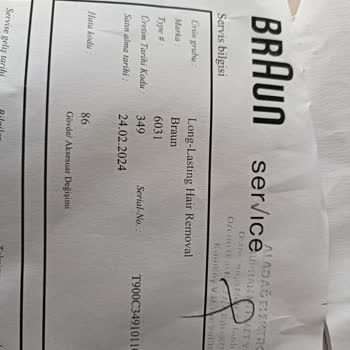 BRAUN service
Servis bilgisi
Ürün grubu : Long-Lasting Hair Removal
Marka : Braun
Type # 6031
Üretim Tarihi Kodu : 349 Serial-No. : T900C3491011
Satın alma tarihi : 24.02.2024
Hata kodu : 86
Gövde/ Aksesuar Değişimi
Servise geliş tarihi